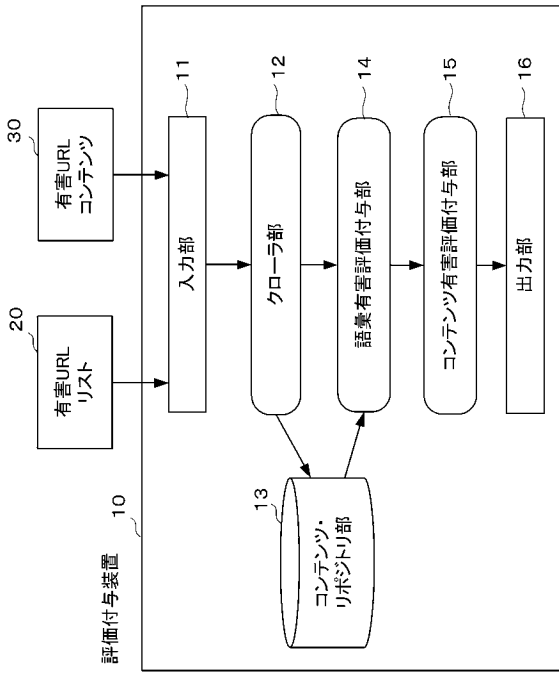 評価付与装置
10
20
有害URL
リスト
30
有害URL
コンテンツ
入力部
11
クローラ部
12
13
コンテンツ・
リポジトリ部
語彙有害評価付与部
14
コンテンツ有害評価付与部
15
出力部
16